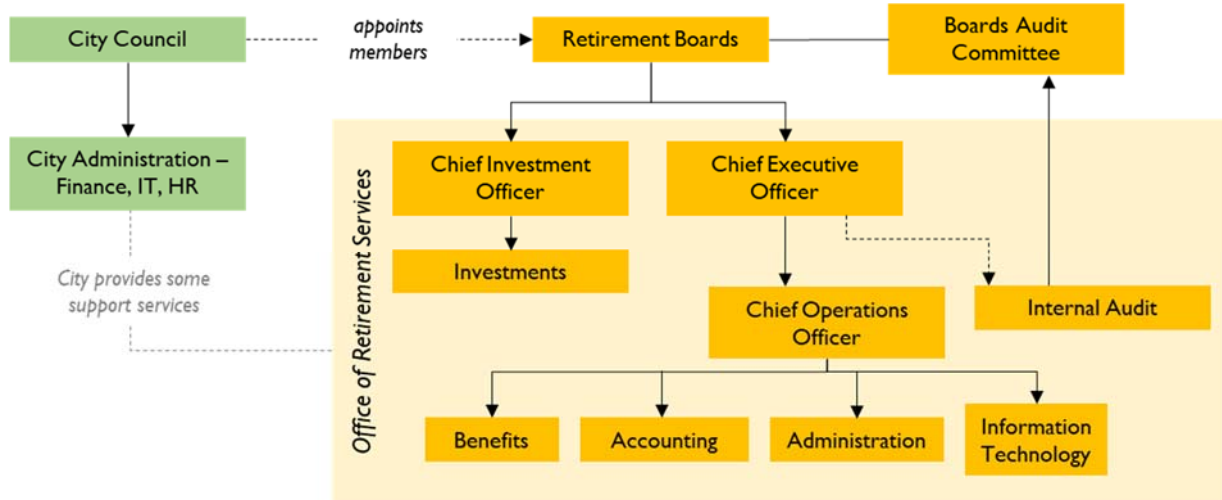 City Council
appoints
members
Retirement Boards
Boards Audit
Committee
City Administration –
Finance, IT, HR
City provides some
support services
Office of Retirement Services
Chief Investment
Officer
Chief Executive
Officer
Investments
Chief Operations
Officer
Internal Audit
Benefits
Accounting
Administration
Information
Technology